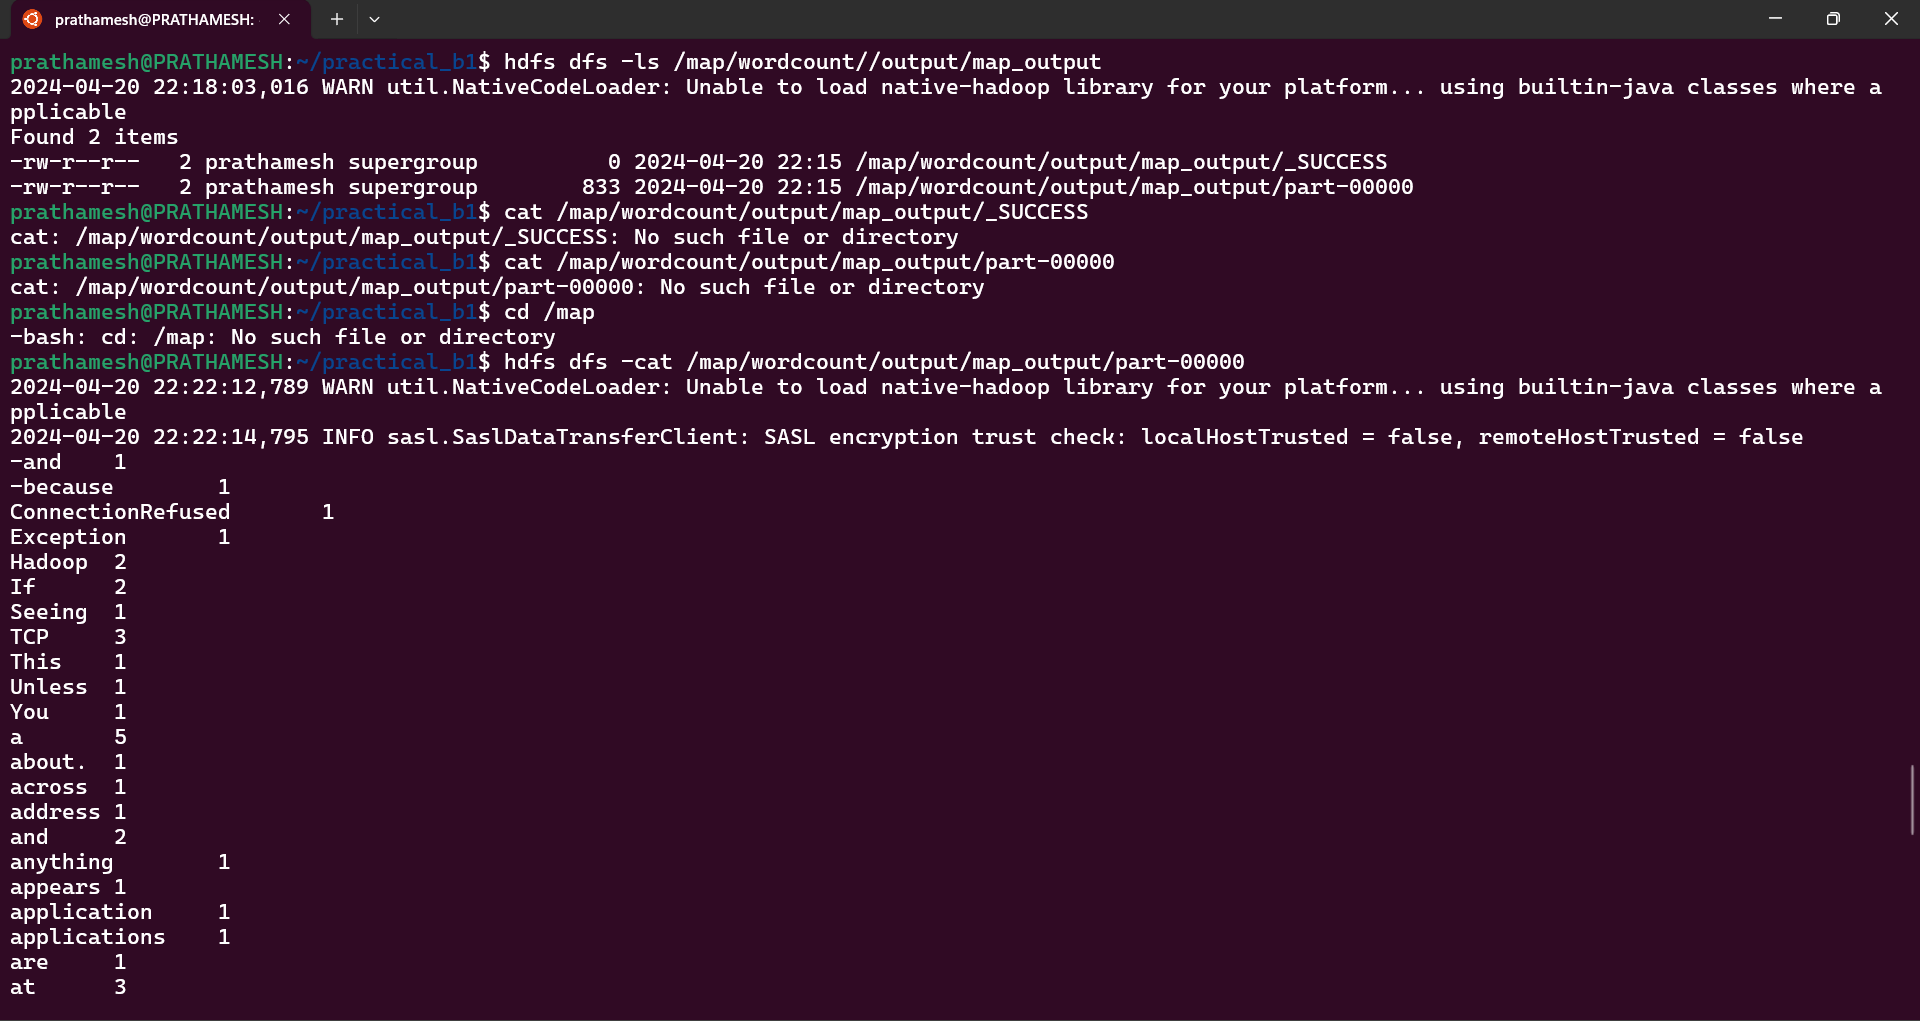 prathamesh@PRATHAMESH:
prathamesh@PRATHAMESH:~/practical_b1$ hdfs dfs -ls /map/wordcount//output/map_output
2024-04-20 22:18:03,016 WARN util.NativeCodeLoader: Unable to load native-hadoop library for your platform... using builtin-java classes where a
pplicable
Found 2 items
-rw-r--r--   2 prathamesh supergroup          0 2024-04-20 22:15 /map/wordcount/output/map_output/_SUCCESS
-rw-r--r--   2 prathamesh supergroup        833 2024-04-20 22:15 /map/wordcount/output/map_output/part-00000
prathamesh@PRATHAMESH:~/practical_b1$ cat /map/wordcount/output/map_output/_SUCCESS
cat: /map/wordcount/output/map_output/_SUCCESS: No such file or directory
prathamesh@PRATHAMESH:~/practical_b1$ cat /map/wordcount/output/map_output/part-00000
cat: /map/wordcount/output/map_output/part-00000: No such file or directory
prathamesh@PRATHAMESH:~/practical_b1$ cd /map
-bash: cd: /map: No such file or directory
prathamesh@PRATHAMESH:~/practical_b1$ hdfs dfs -cat /map/wordcount/output/map_output/part-00000
2024-04-20 22:22:12,789 WARN util.NativeCodeLoader: Unable to load native-hadoop library for your platform... using builtin-java classes where a
pplicable
2024-04-20 22:22:14,795 INFO sasl.SaslDataTransferClient: SASL encryption trust check: localHostTrusted = false, remoteHostTrusted = false
-and    1
-because        1
ConnectionRefused       1
Exception       1
Hadoop  2
If      2
Seeing  1
TCP     3
This    1
Unless  1
You     1
a       5
about.  1
across  1
address 1
and     2
anything        1
appears 1
application     1
applications    1
are     1
at      3